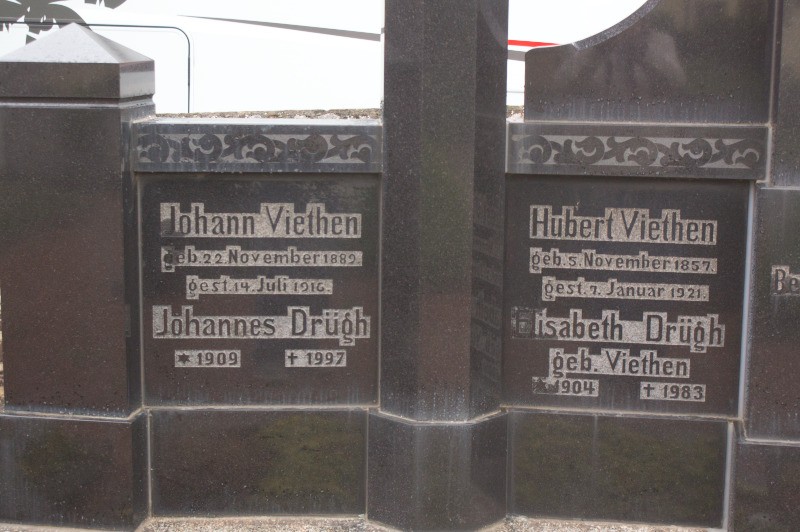 Johann Viethen
geb. 22. November 1889.
gest. 14. Juli 1916.
Johannes Drügh
* 1909 † 1997
Hubert Viethen
geb. 5. November 1857.
gest. 7. Januar 1921.
Elisabeth Drügh
geb. Viethen
* 1904 † 1983
Be